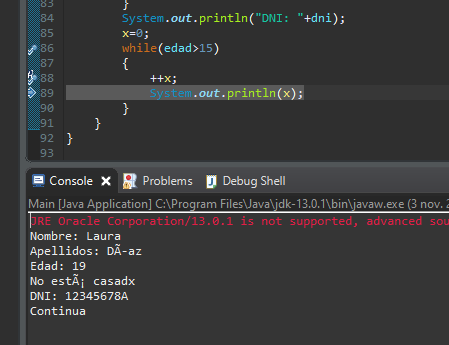 83 }
84 System.out.println("DNI: "+dni);
85 x=0;
86 while(edad>15)
87 {
88 ++x;
89 System.out.println(x);
90 }
91 }
92 }
93
Console Problems Debug Shell
Main [Java Application] C:\Program Files\Java\jdk-13.0.1\bin\javaw.exe (3 nov. 2
JRE Oracle Corporation/13.0.1 is not supported, advanced sou
Nombre: Laura
Apellidos: DÃ-az
Edad: 19
No estÃ¡ casadx
DNI: 12345678A
Continua